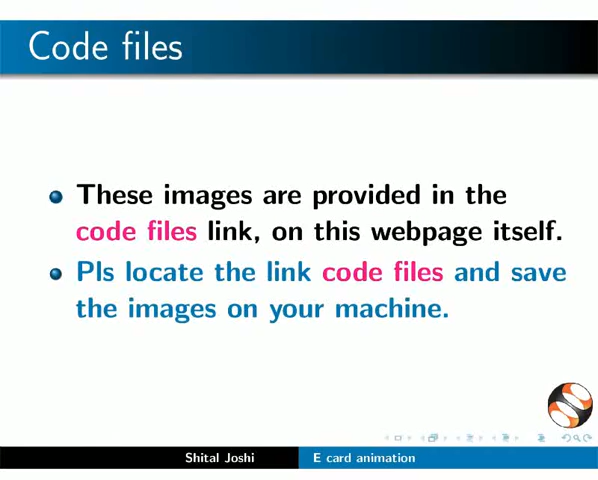 Code files
These images are provided in the
code files link, on this webpage itself.
Pls locate the link code files and save
the images on your machine.
Shital Joshi E card animation